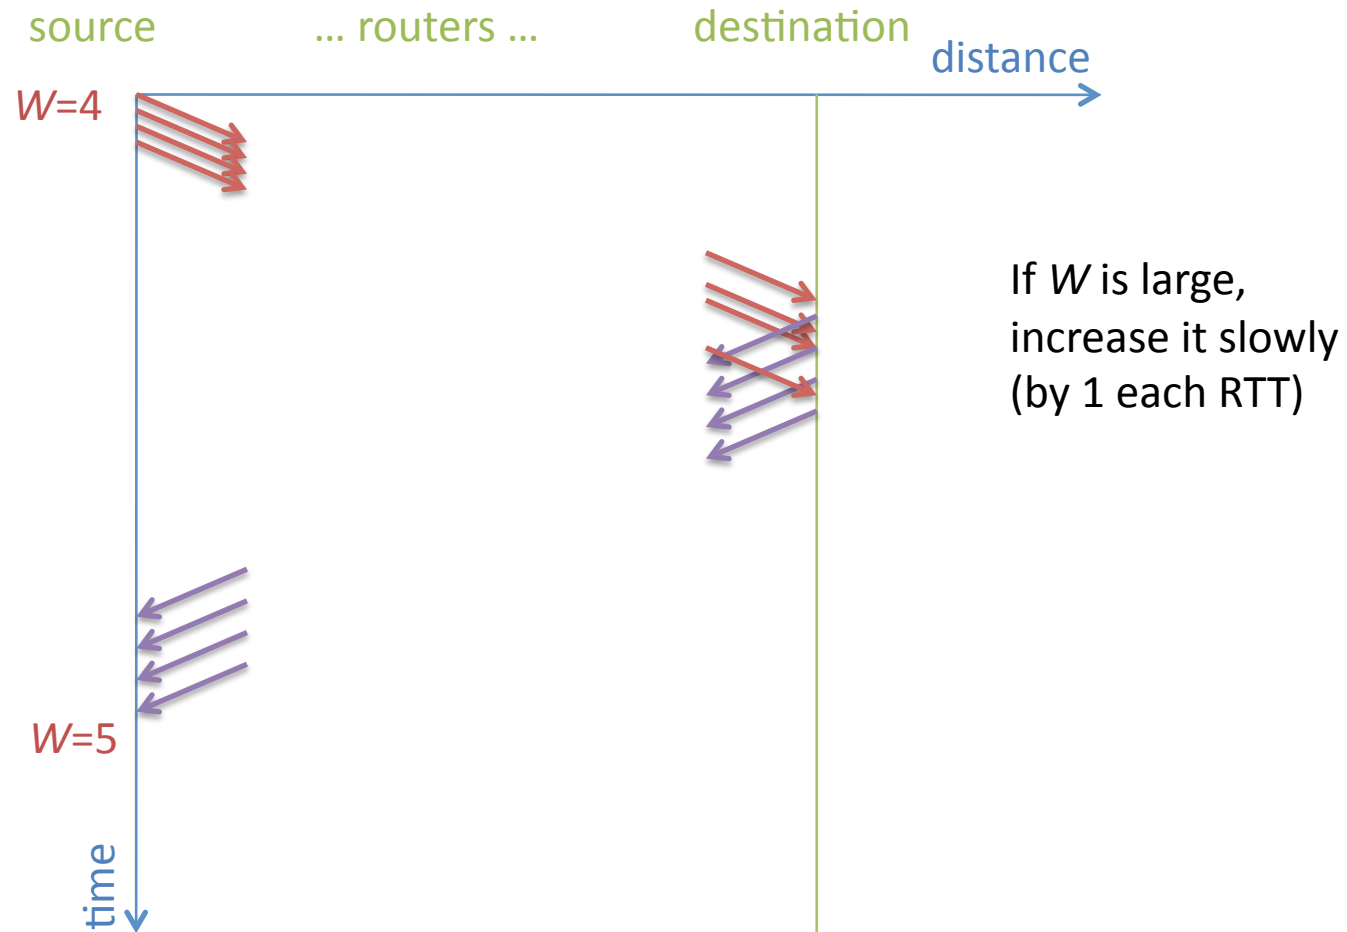 source
... routers ...
destination
distance
W=4
If W is large,
increase it slowly
(by 1 each RTT)
W=5
time